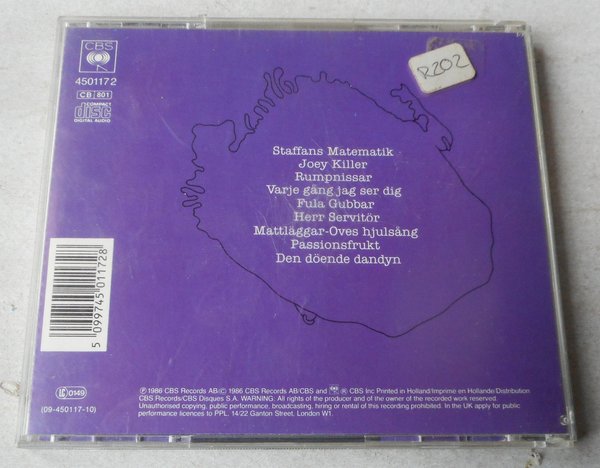 CBS
4501172
CB 801
COMPACT
disc
DIGITAL AUDIO
R202
Staffans Matematik
Joey Killer
Rumpnissar
Varje gång jag ser dig
Fula Gubbar
Herr Servitör
Mattläggar-Oves hjulsång
Passionsfrukt
Den döende dandyn
5 099745 011728
LC 0149
(09-450117-10)
℗ 1986 CBS Records AB/© 1986 CBS Records AB/CBS and ® CBS Inc Printed in Holland/Imprime en Hollande/Distribution
CBS Records/CBS Disques S.A. WARNING: All rights of the producer and of the owner of the recorded work reserved.
Unauthorised copying, public performance, broadcasting, hiring or rental of this recording prohibited. In the UK apply for public
performance licences to PPL, 14/22 Ganton Street, London W1.